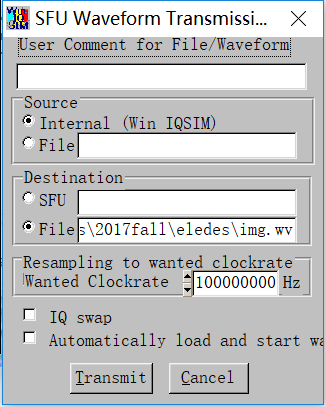 SFU Waveform Transmissi...
User Comment for File/Waveform
Source
Internal (Win IQSIM)
File
Destination
SFU
File s\2017fall\eledes\img.wv
Resampling to wanted clockrate
Wanted Clockrate 100000000 Hz
IQ swap
Automatically load and start wa
Transmit Cancel